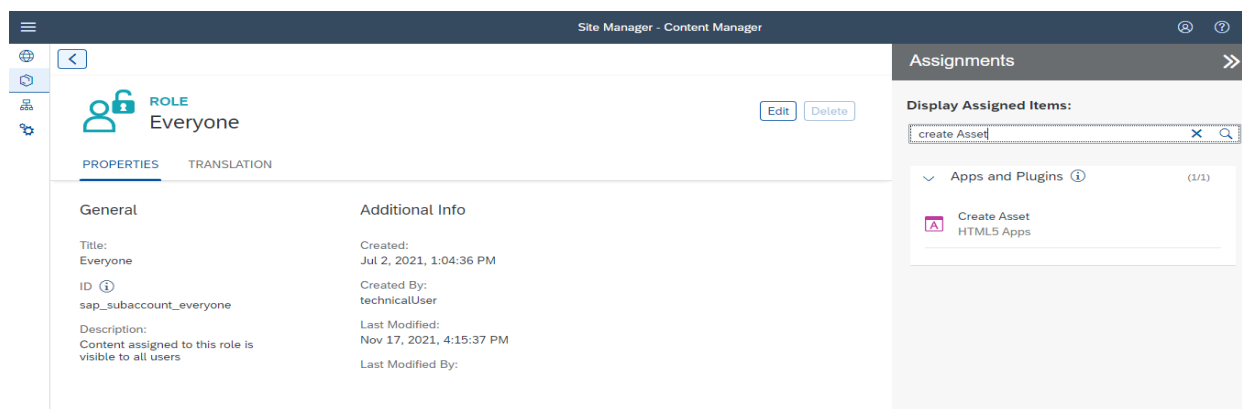 Site Manager - Content Manager
Assignments
ROLE
Everyone
Edit
Delete
PROPERTIES
TRANSLATION
General
Title:
Everyone
ID
sap_subaccount_everyone
Description:
Content assigned to this role is
visible to all users
Additional Info
Created:
Jul 2, 2021, 1:04:36 PM
Created By:
technicalUser
Last Modified:
Nov 17, 2021, 4:15:37 PM
Last Modified By:
Display Assigned Items:
create Asset
Apps and Plugins
(1/1)
A
Create Asset
HTML5 Apps